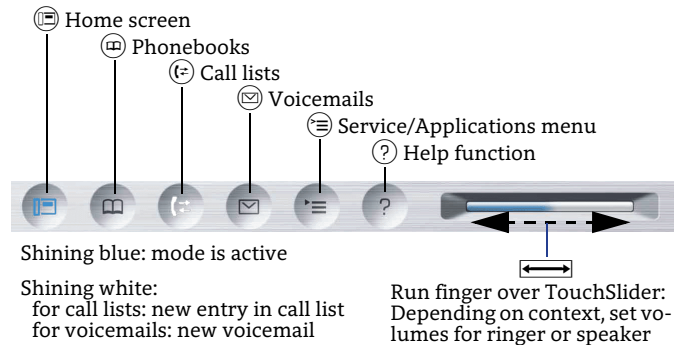 Home screen
Phonebooks
Call lists
Voicemails
Service/Applications menu
? Help function
?
Shining blue: mode is active
Shining white:
for call lists: new entry in call list
for voicemails: new voicemail
Run finger over TouchSlider:
Depending on context, set vo-
lumes for ringer or speaker